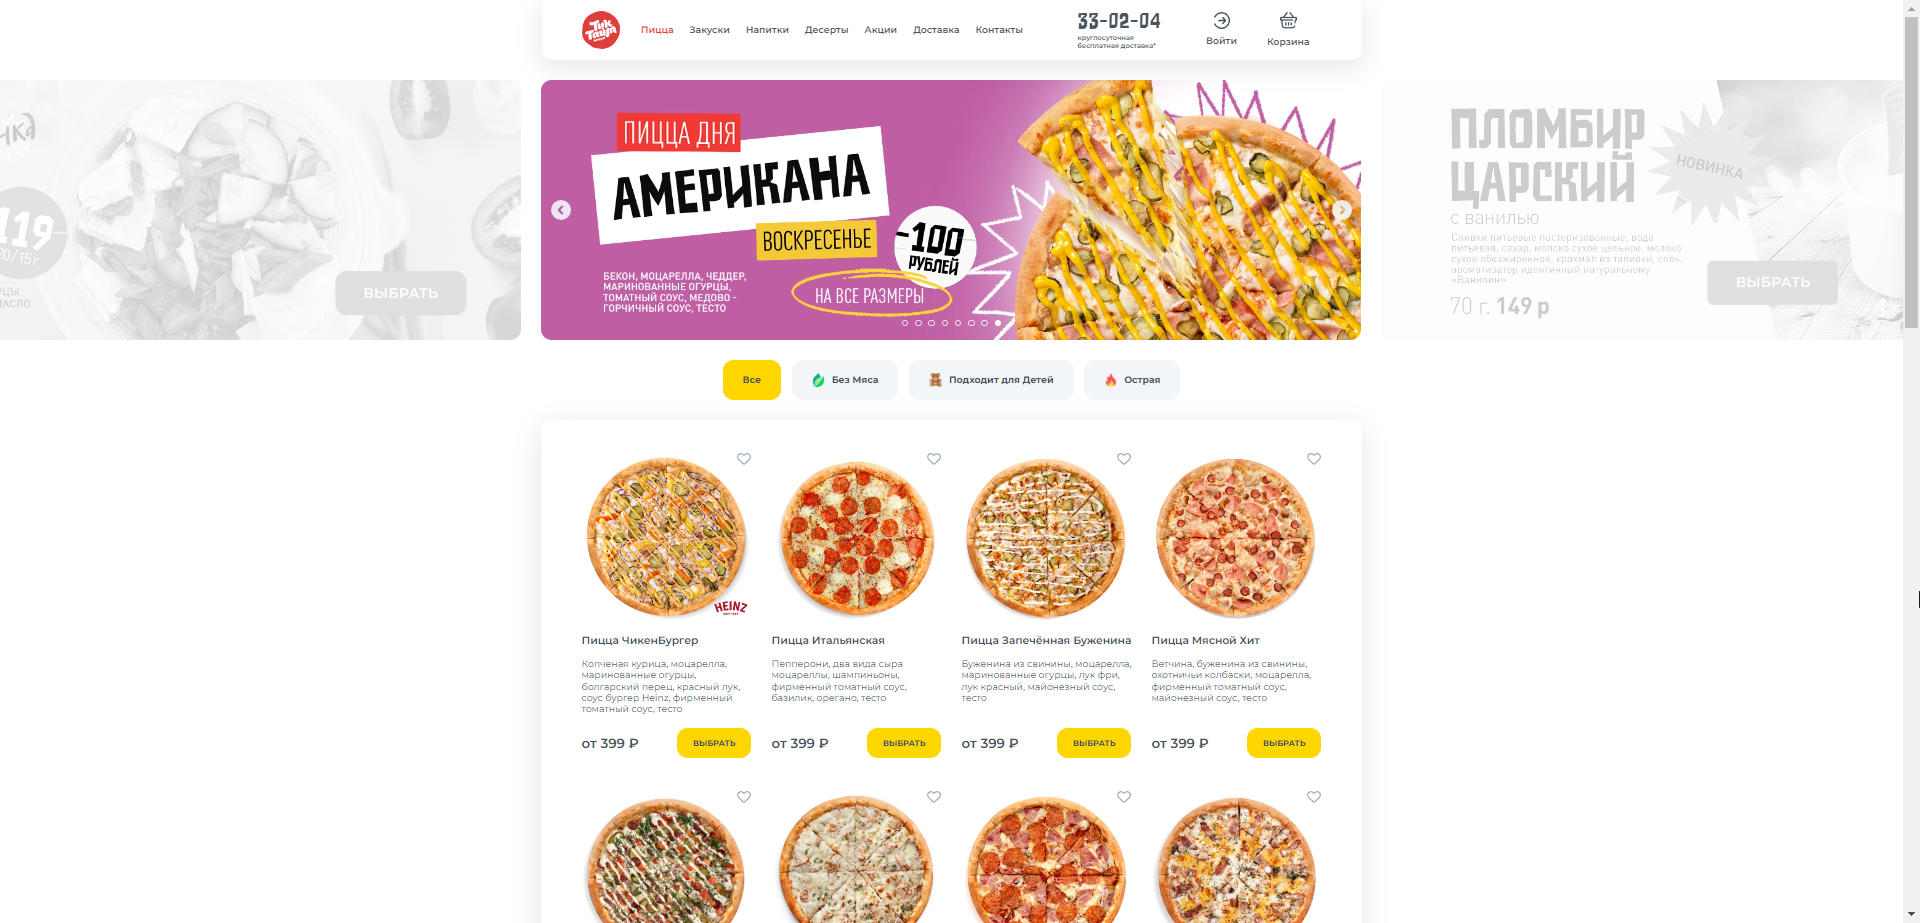 Тик
Тайм
Пицца
Закуски
Напитки
Десерты
Акции
Доставка
Контакты
33-02-04
круглосуточная
бесплатная доставка*
Войти
Корзина
119
20/15г
ВЫБРАТЬ
ПИЦЦА ДНЯ
АМЕРИКАНА
ВОСКРЕСЕНЬЕ
-100
РУБЛЕЙ
БЕКОН, МОЦАРЕЛЛА, ЧЕДДЕР,
МАРИНОВАННЫЕ ОГУРЦЫ,
ТОМАТНЫЙ СОУС, МЕДОВО -
ГОРЧИЧНЫЙ СОУС, ТЕСТО
НА ВСЕ РАЗМЕРЫ
ПЛОМБИР
ЦАРСКИЙ
с ванилью
НОВИНКА
Сливки питьевые пастеризованные, вода
питьевая, сахар, молоко сухое цельное, молоко
сухое обезжиренное, крахмал из тапиоки, соль,
ароматизатор идентичный натуральному
«Ванилин»
70 г. 149 р
ВЫБРАТЬ
Все
Без Мяса
Подходит для Детей
Острая
HEINZ
Пицца ЧикенБургер
Копченая курица, моцарелла,
маринованные огурцы,
болгарский перец, красный лук,
соус бургер Heinz, фирменный
томатный соус, тесто
от 399 ₽
ВЫБРАТЬ
Пицца Итальянская
Пепперони, два вида сыра
моцареллы, шампиньоны,
фирменный томатный соус,
базилик, орегано, тесто
от 399 ₽
ВЫБРАТЬ
Пицца Запечённая Буженина
Буженина из свинины, моцарелла,
маринованные огурцы, лук фри,
лук красный, майонезный соус,
тесто
от 399 ₽
ВЫБРАТЬ
Пицца Мясной Хит
Ветчина, буженина из свинины,
охотничьи колбаски, моцарелла,
фирменный томатный соус,
майонезный соус, тесто
от 399 ₽
ВЫБРАТЬ